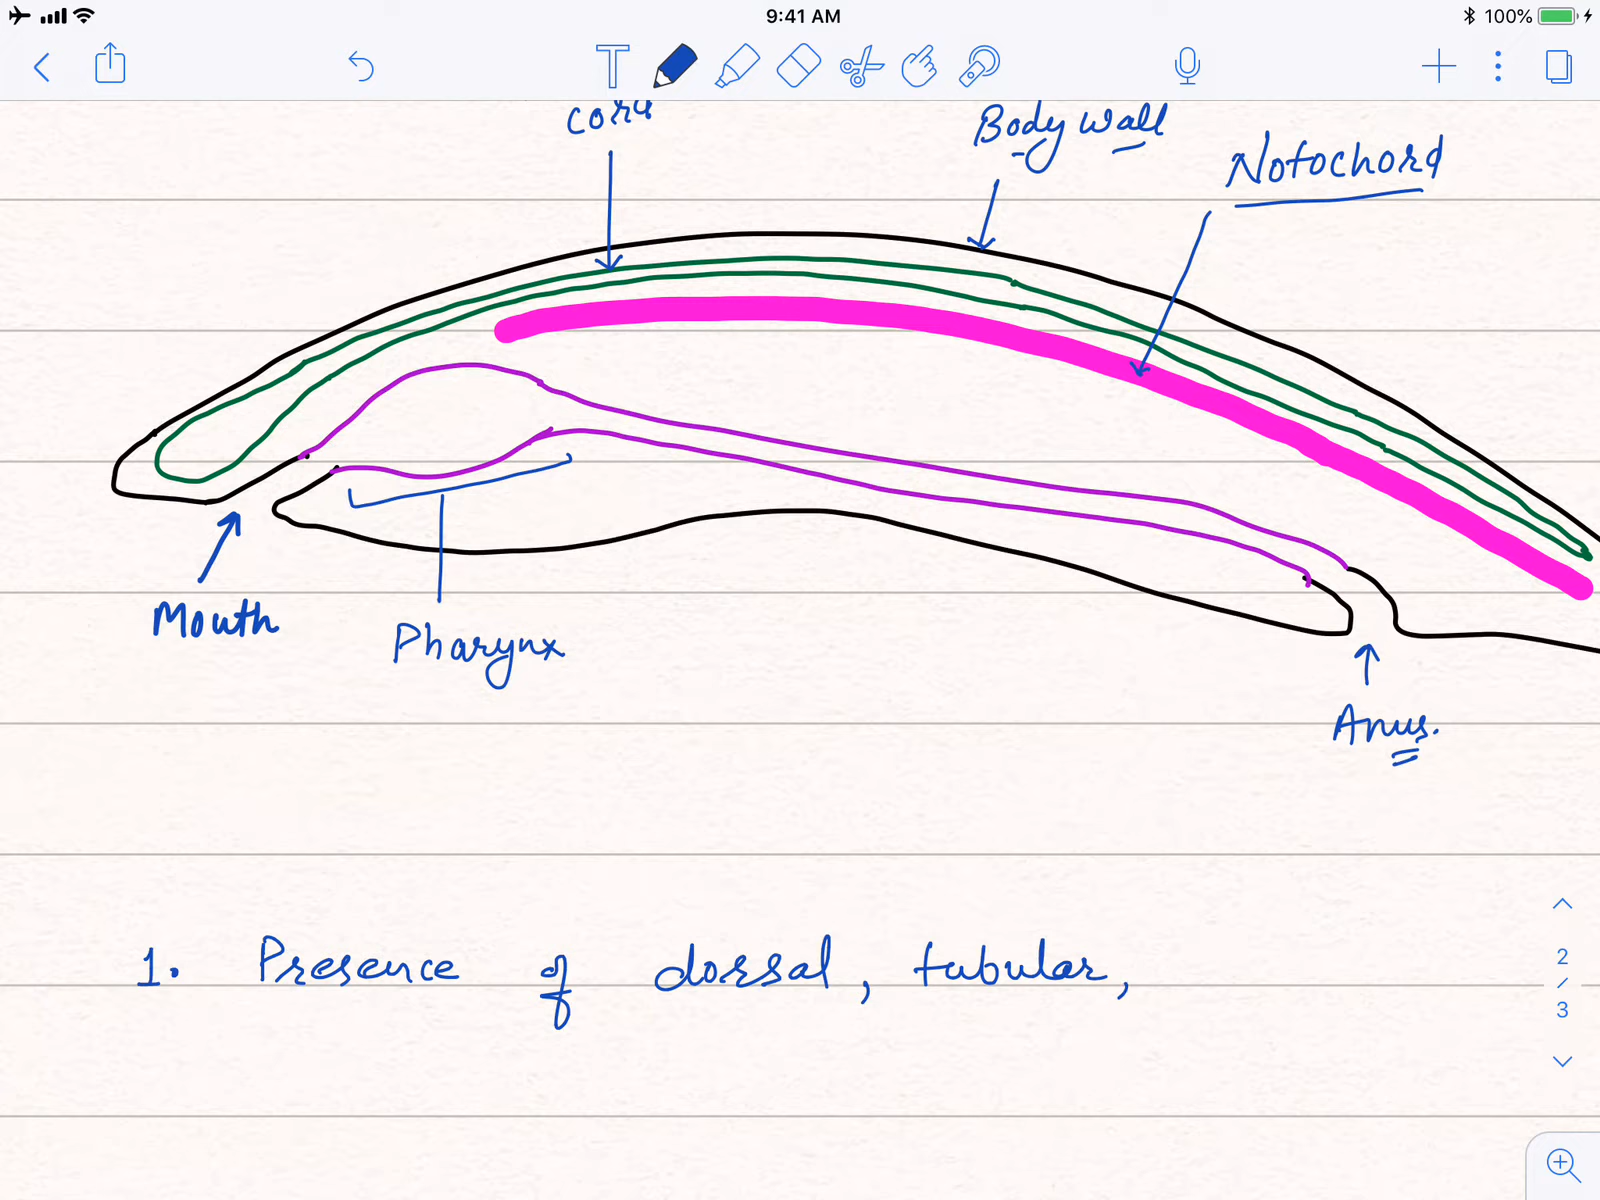 9:41 AM
100%
T
cord
Body wall
Notochord
Mouth
Pharynx
Anus.
1. Presence of dorsal, tubular,
2
/
3